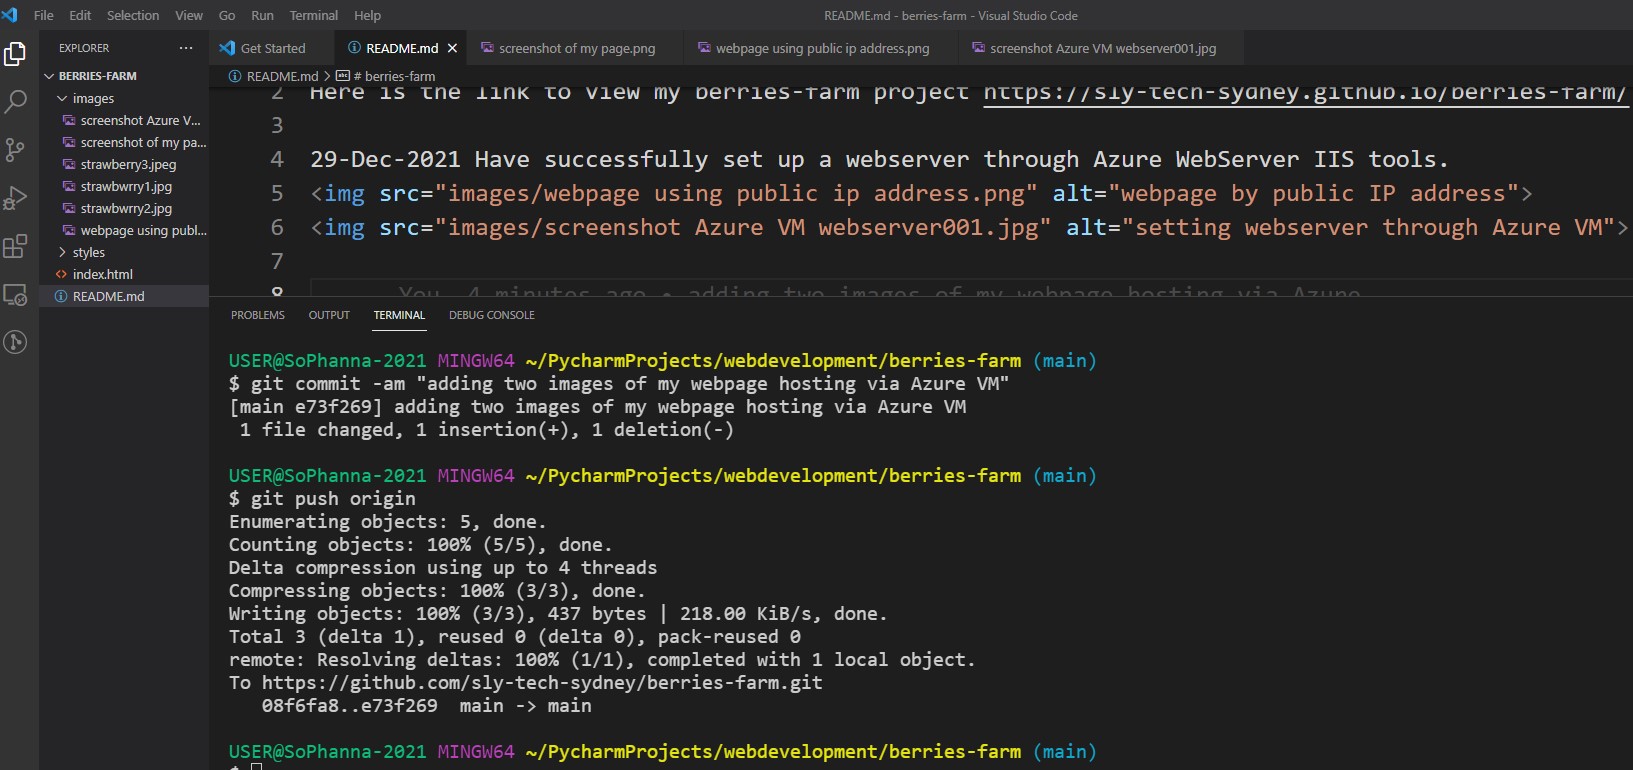 File Edit Selection View Go Run Terminal Help
README.md - berries-farm - Visual Studio Code
EXPLORER ···
BERRIES-FARM
images
screenshot Azure V...
screenshot of my pa...
strawberry3.jpeg
strawbwrry1.jpg
strawbwrry2.jpg
webpage using publ...
styles
index.html
README.md
Get Started README.md screenshot of my page.png webpage using public ip address.png screenshot Azure VM webserver001.jpg
README.md > # berries-farm
2 Here is the link to view my berries-farm project https://sly-tech-sydney.github.io/berries-farm/
3
4 29-Dec-2021 Have successfully set up a webserver through Azure WebServer IIS tools.
5 <img src="images/webpage using public ip address.png" alt="webpage by public IP address">
6 <img src="images/screenshot Azure VM webserver001.jpg" alt="setting webserver through Azure VM">
7
8 You, 4 minutes ago • adding two images of my webpage hosting via Azure
PROBLEMS OUTPUT TERMINAL DEBUG CONSOLE
USER@SoPhanna-2021 MINGW64 ~/PycharmProjects/webdevelopment/berries-farm (main)
$ git commit -am "adding two images of my webpage hosting via Azure VM"
[main e73f269] adding two images of my webpage hosting via Azure VM
1 file changed, 1 insertion(+), 1 deletion(-)
USER@SoPhanna-2021 MINGW64 ~/PycharmProjects/webdevelopment/berries-farm (main)
$ git push origin
Enumerating objects: 5, done.
Counting objects: 100% (5/5), done.
Delta compression using up to 4 threads
Compressing objects: 100% (3/3), done.
Writing objects: 100% (3/3), 437 bytes | 218.00 KiB/s, done.
Total 3 (delta 1), reused 0 (delta 0), pack-reused 0
remote: Resolving deltas: 100% (1/1), completed with 1 local object.
To https://github.com/sly-tech-sydney/berries-farm.git
08f6fa8..e73f269 main -> main
USER@SoPhanna-2021 MINGW64 ~/PycharmProjects/webdevelopment/berries-farm (main)
$